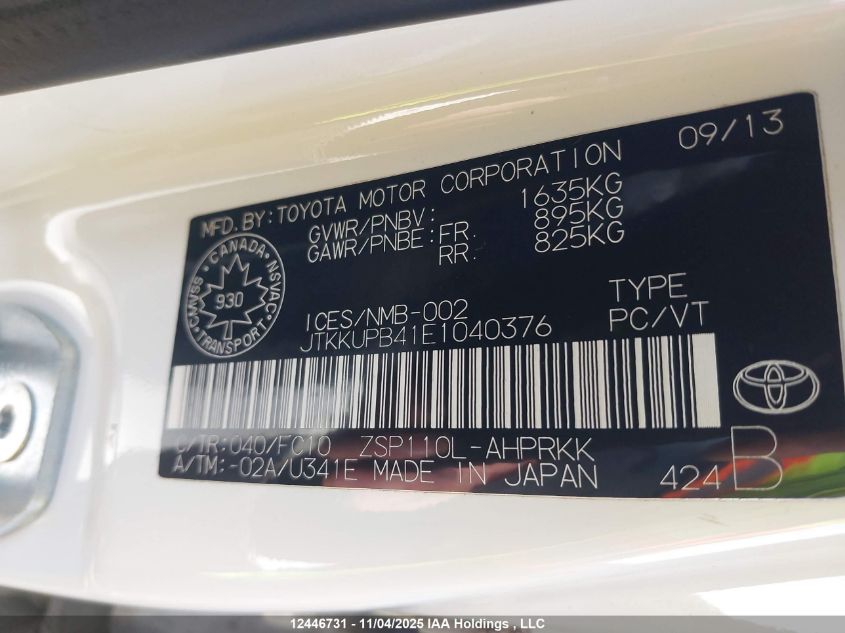 09/13
MFD.BY:TOYOTA MOTOR CORPORATION
GVWR/PNBV: 1635KG
GAWR/PNBE:FR. 895KG
RR. 825KG
CANADA
CMVSS 930 NSVAC
TRANSPORT
ICES/NMB-002
JTKKUPB41E1040376
TYPE
PC/VT
C/TR:040/FC10 ZSP110L-AHPRKK
A/TM:-02A/U341E MADE IN JAPAN
424B
12446731 - 11/04/2025 IAA Holdings , LLC